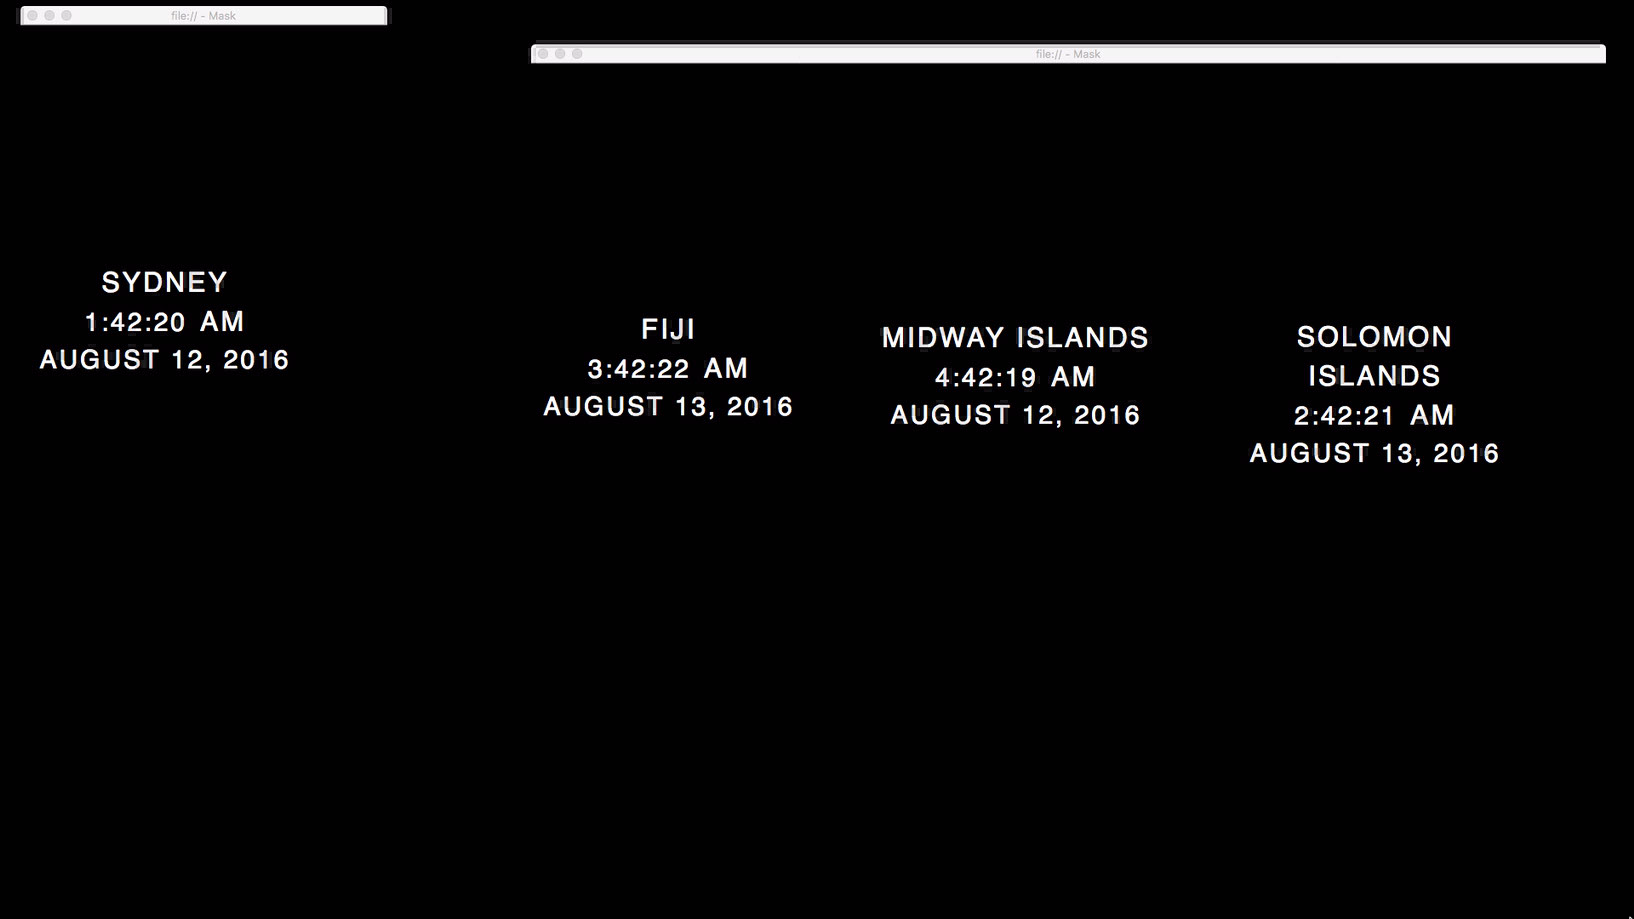 file:// - Mask
file:// - Mask
SYDNEY
1:42:20 AM
AUGUST 12, 2016
FIJI
3:42:22 AM
AUGUST 13, 2016
MIDWAY ISLANDS
4:42:19 AM
AUGUST 12, 2016
SOLOMON
ISLANDS
2:42:21 AM
AUGUST 13, 2016